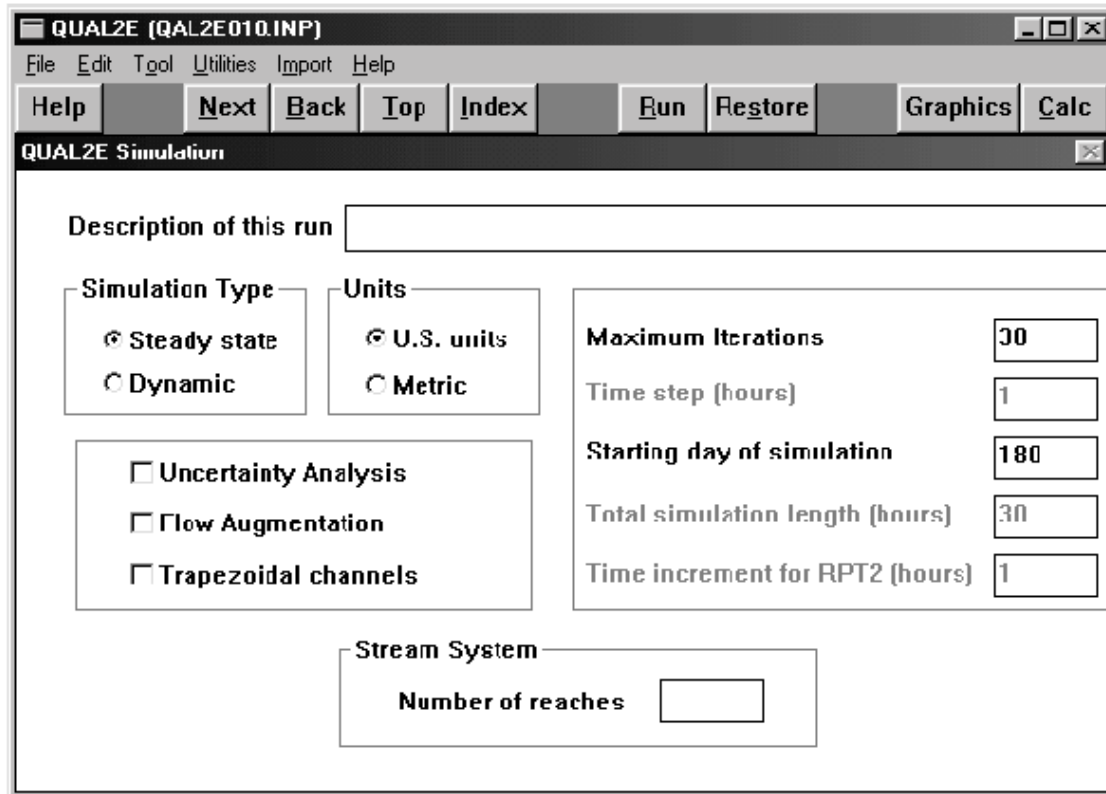 QUAL2E (QAL2E010.INP)
File Edit Tool Utilities Import Help
Help Next Back Top Index Run Restore Graphics Calc
QUAL2E Simulation
Description of this run
Simulation Type
Steady state
Dynamic
Units
U.S. units
Metric
Uncertainty Analysis
Flow Augmentation
Trapezoidal channels
Maximum Iterations 30
Time step (hours) 1
Starting day of simulation 180
Total simulation length (hours) 30
Time increment for RPT2 (hours) 1
Stream System
Number of reaches